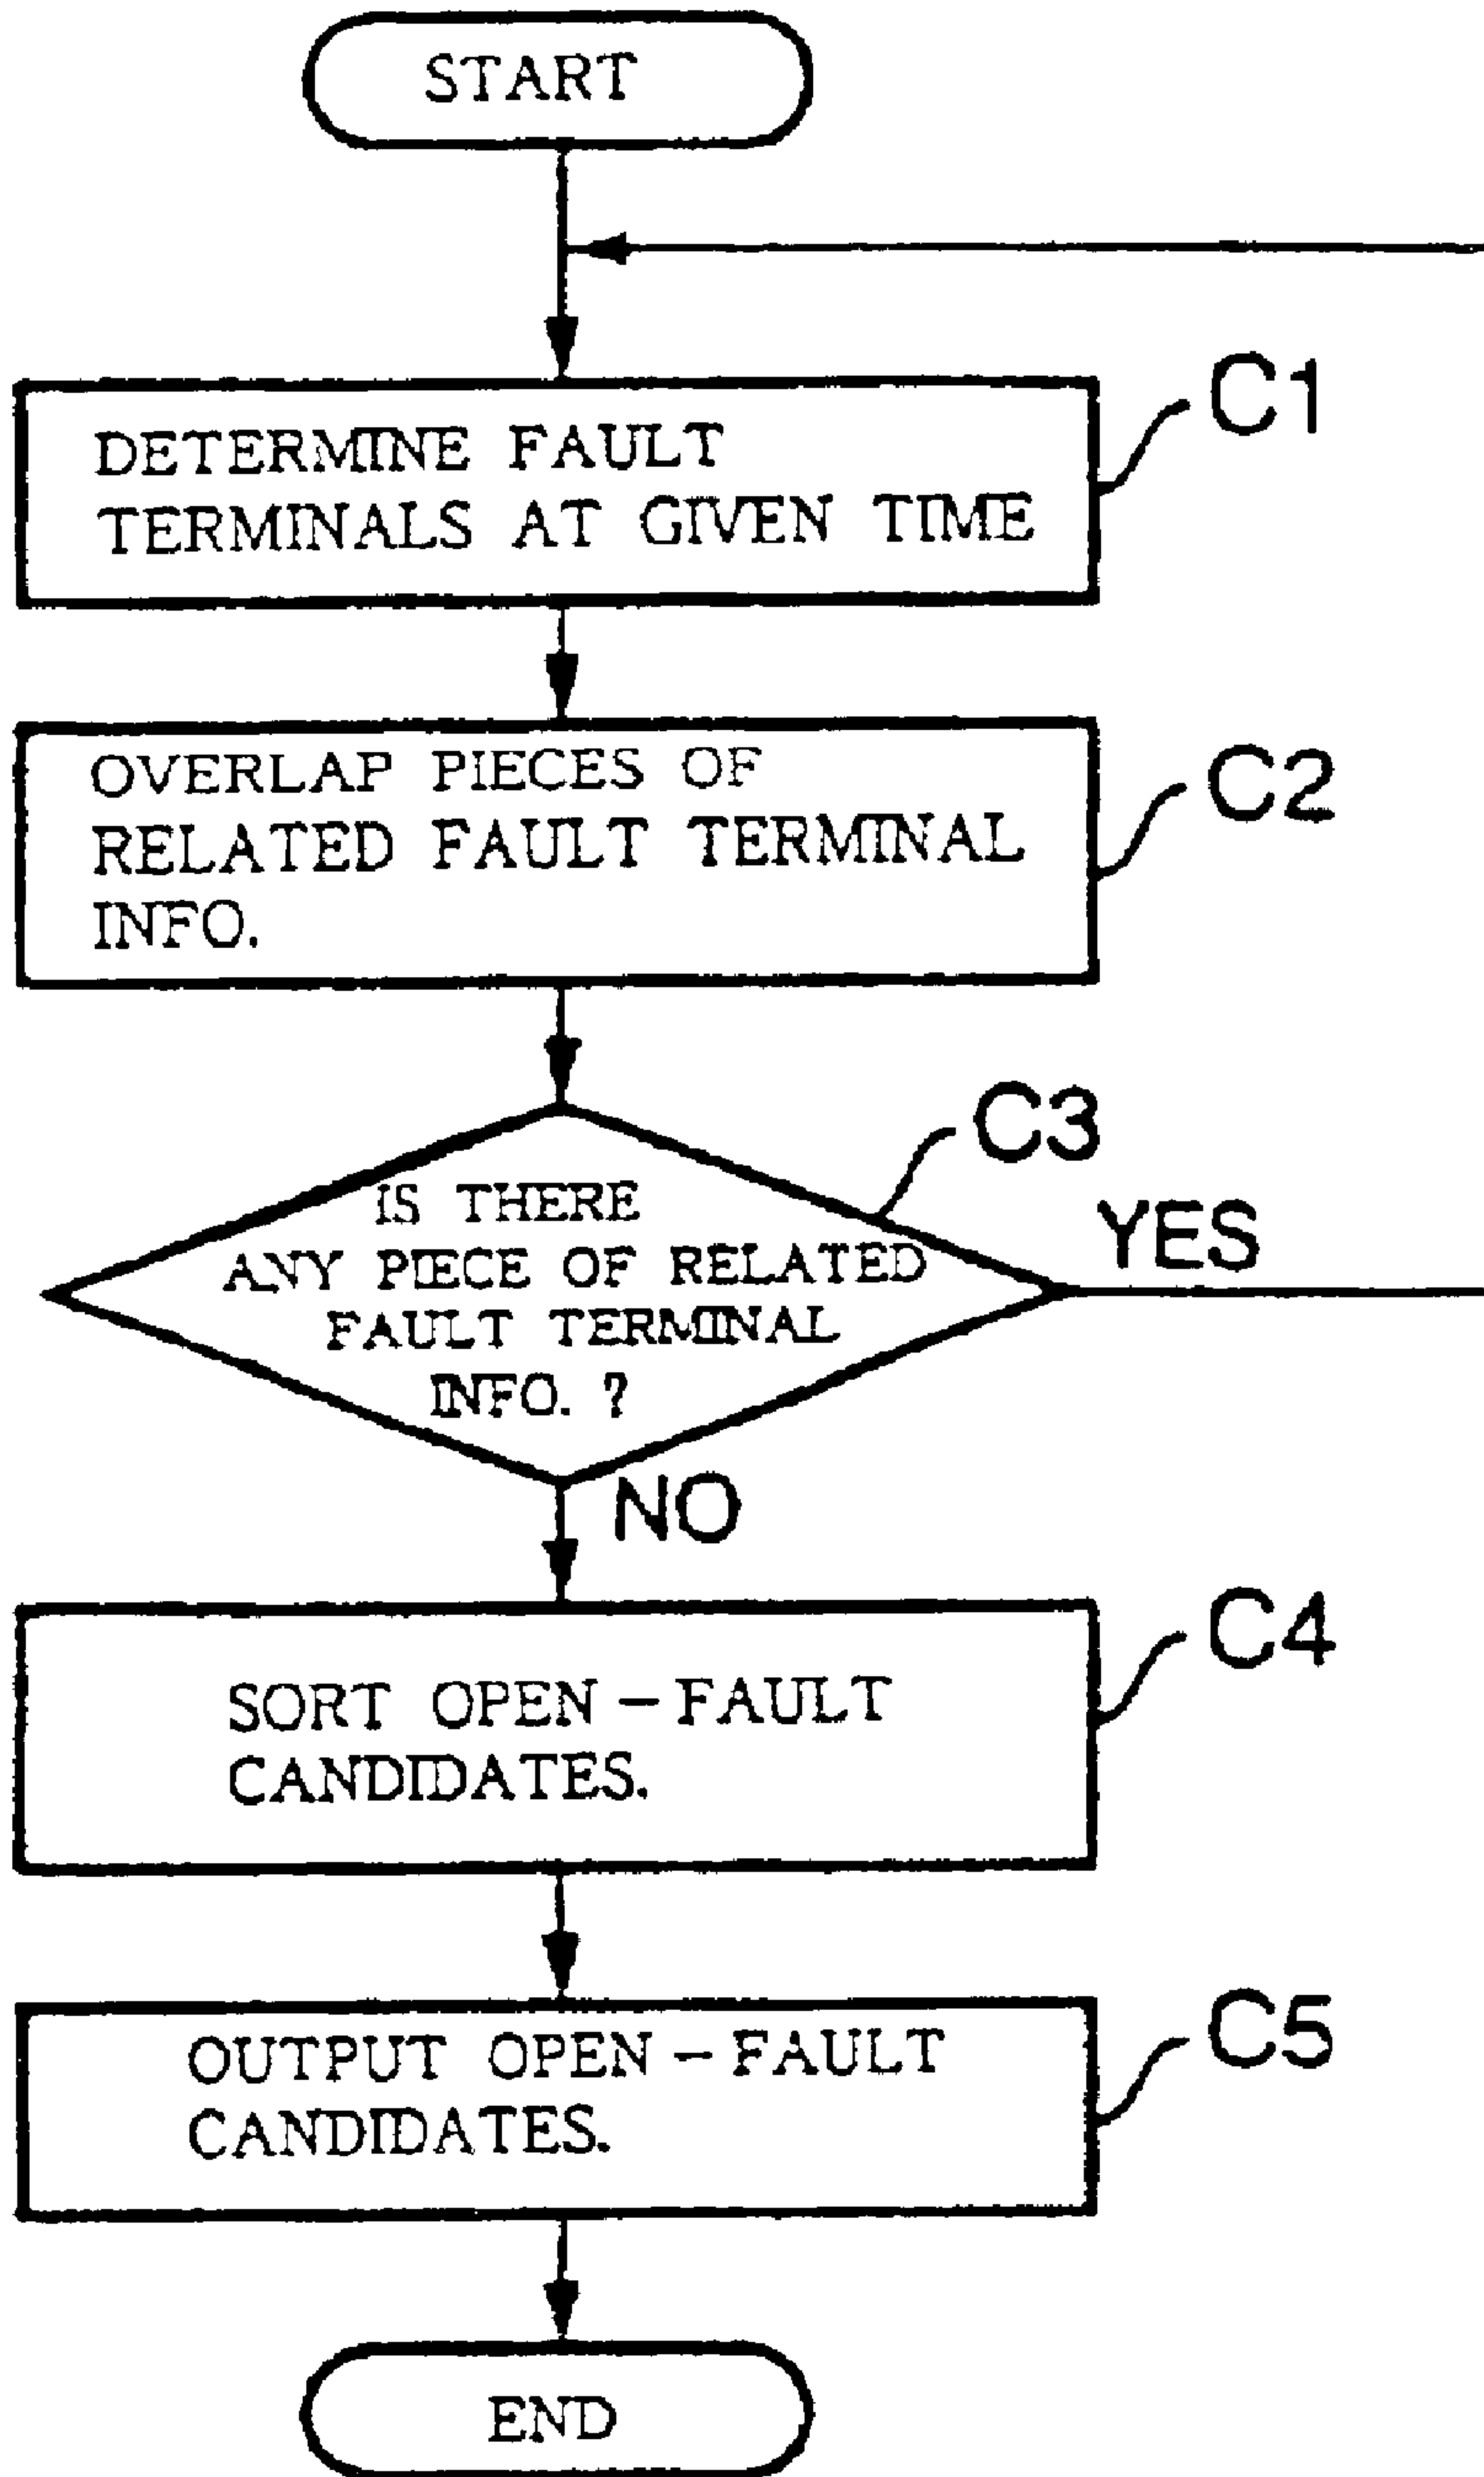 START
C1
DETERMINE FAULT
TERMINALS AT GIVEN TIME
C2
OVERLAP PIECES OF
RELATED FAULT TERMINAL
INFO.
C3
IS THERE
ANY PIECE OF RELATED
FAULT TERMINAL
INFO. ?
YES
NO
C4
SORT OPEN – FAULT
CANDIDATES.
C5
OUTPUT OPEN – FAULT
CANDIDATES.
END